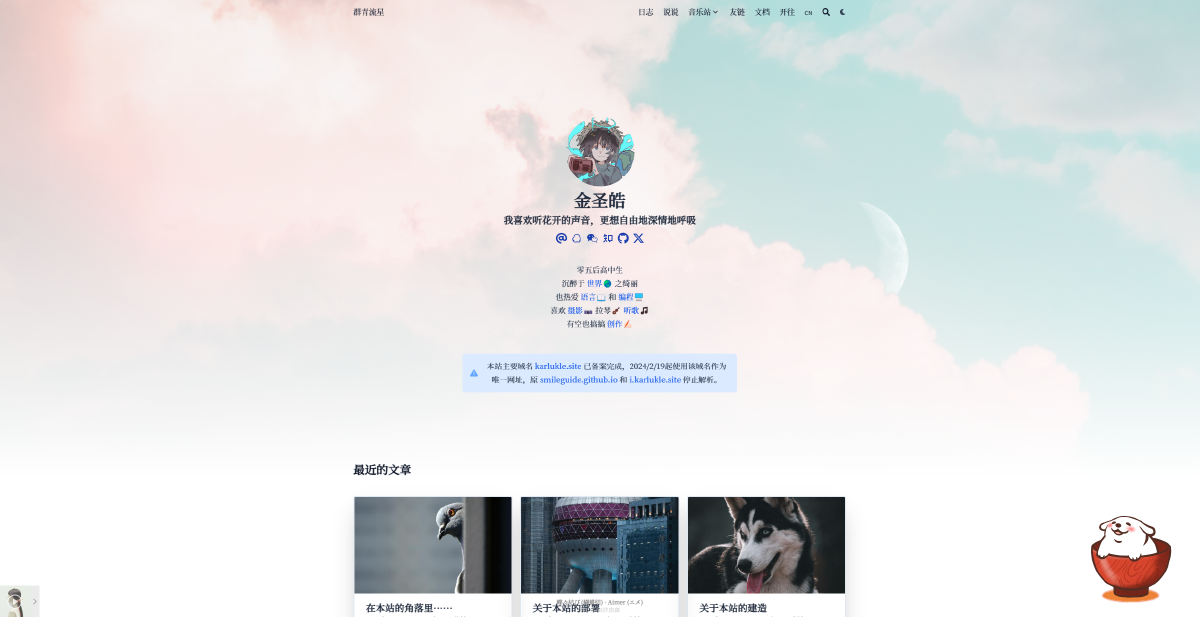 群青流星
日志 说说 音乐站 友链 文档 开往 CN
金圣皓
我喜欢听花开的声音，更想自由地深情地呼吸
知
零五后高中生
沉醉于 世界 之绮丽
也热爱 语言 和 编程
喜欢 摄影 拉琴 听歌
有空也搞搞 创作
本站主要域名 karlukle.site 已备案完成，2024/2/19起使用该域名作为
唯一网址，原 smileguide.github.io 和 i.karlukle.site 停止解析。
最近的文章
在本站的角落里……
关于本站的部署
- Aimer (エメ)
关于本站的建造